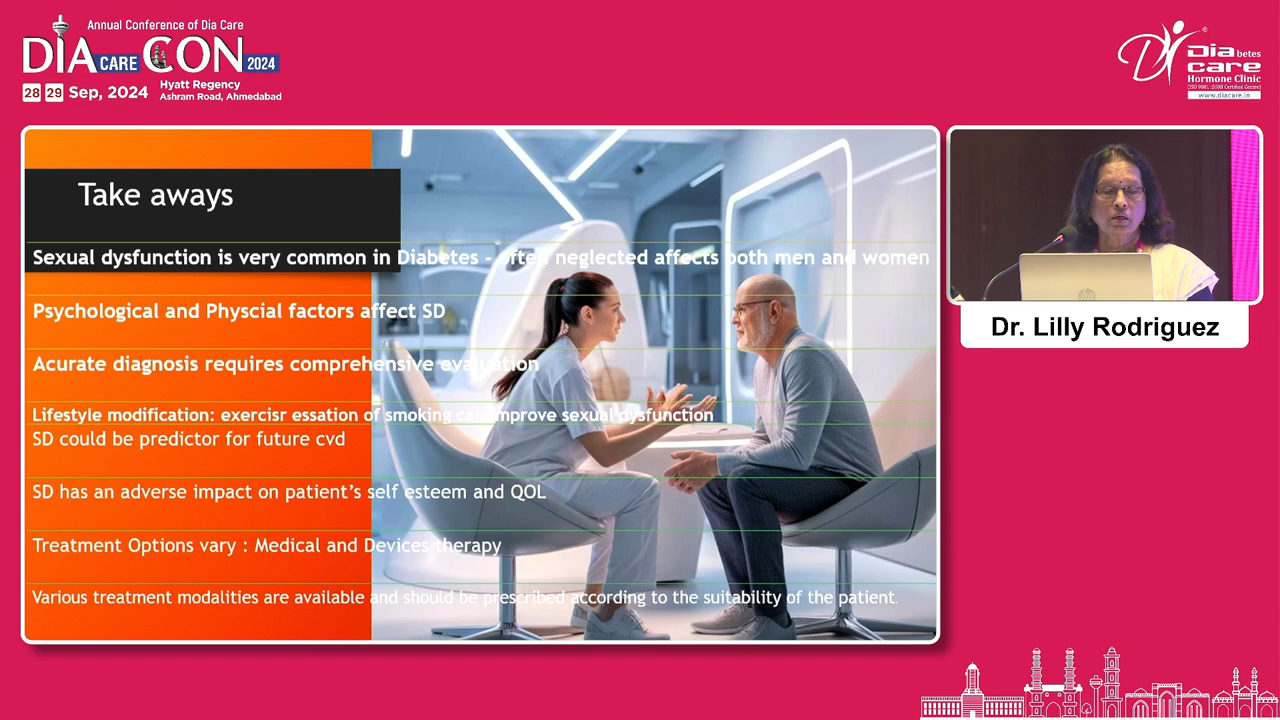 Annual Conference of Dia Care
DIA CARE CON 2024
28 29 Sep, 2024
Hyatt Regency
Ashram Road, Ahmedabad
Dia betes
care
Hormone Clinic
(ISO 9001 :2008 Certified Centre)
www.diacare.in
Take aways
Sexual dysfunction is very common in Diabetes - often neglected affects both men and women
Psychological and Physcial factors affect SD
Acurate diagnosis requires comprehensive evaluation
Lifestyle modification: exercisr essation of smoking can improve sexual dysfunction
SD could be predictor for future cvd
SD has an adverse impact on patient's self esteem and QOL
Treatment Options vary : Medical and Devices therapy
Various treatment modalities are available and should be prescribed according to the suitability of the patient.
Dr. Lilly Rodriguez